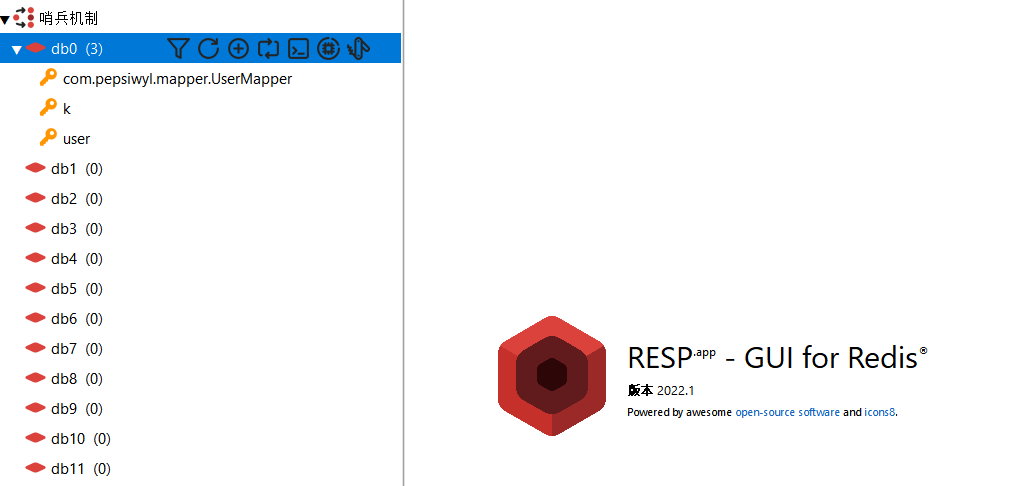 哨兵机制
db0 (3)
com.pepsiwyl.mapper.UserMapper
k
user
db1 (0)
db2 (0)
db3 (0)
db4 (0)
db5 (0)
db6 (0)
db7 (0)
db8 (0)
db9 (0)
db10 (0)
db11 (0)
RESP.app - GUI for Redis®
版本 2022.1
Powered by awesome open-source software and icons8.